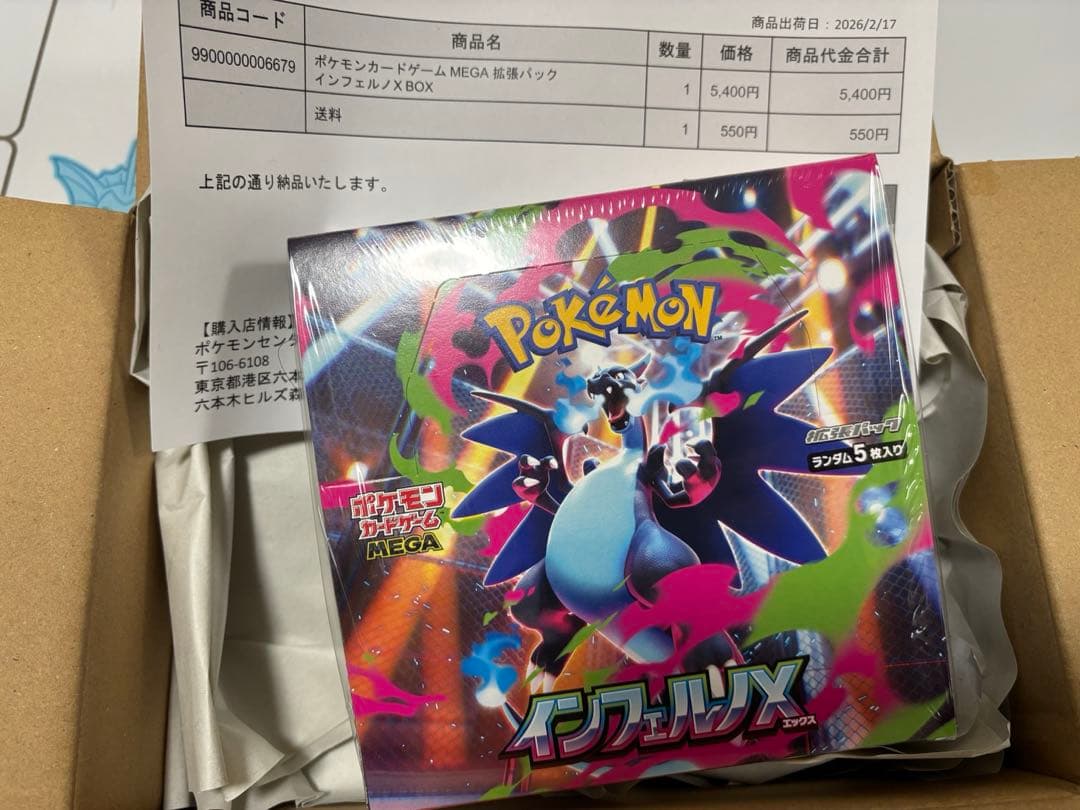 商品出荷日：2026/2/17
商品コード 商品名 数量 価格 商品代金合計
9900000006679 ポケモンカードゲーム MEGA 拡張パック
インフェルノX BOX 1 5,400円 5,400円
送料 1 550円 550円
上記の通り納品いたします。
【購入店情報】
ポケモンセンタ
〒106-6108
東京都港区六本
六本木ヒルズ森
POKéMON
TM
拡張パック
ランダム5枚入り
ポケモン
カードゲーム
MEGA
インフェルノX
エックス